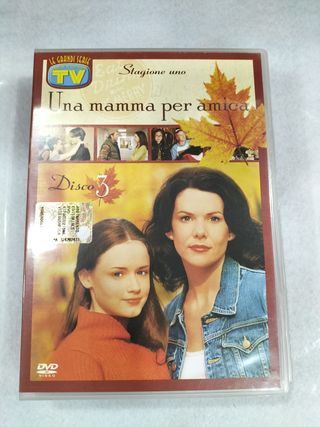 LE GRANDI SERIE
TV
Stagione uno
Una mamma per amica
Disco 3
DVD
VIDEO